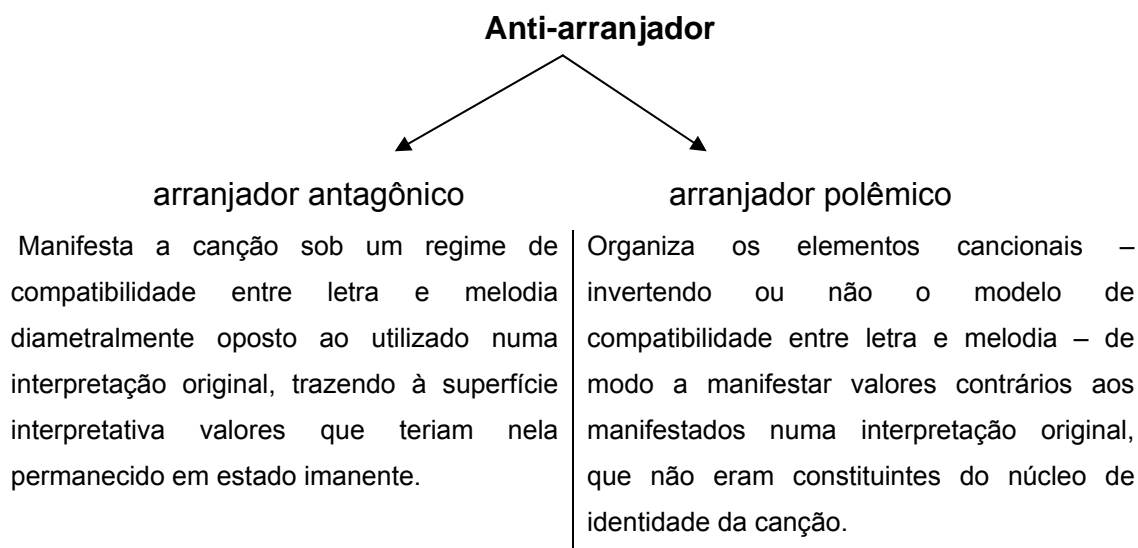 Anti-arranjador
arranjador antagônico
Manifesta a canção sob um regime de
compatibilidade entre letra e melodia
diametralmente oposto ao utilizado numa
interpretação original, trazendo à superfície
interpretativa valores que teriam nela
permanecido em estado imanente.
arranjador polêmico
Organiza os elementos cancionais –
invertendo ou não o modelo de
compatibilidade entre letra e melodia – de
modo a manifestar valores contrários aos
manifestados numa interpretação original,
que não eram constituintes do núcleo de
identidade da canção.